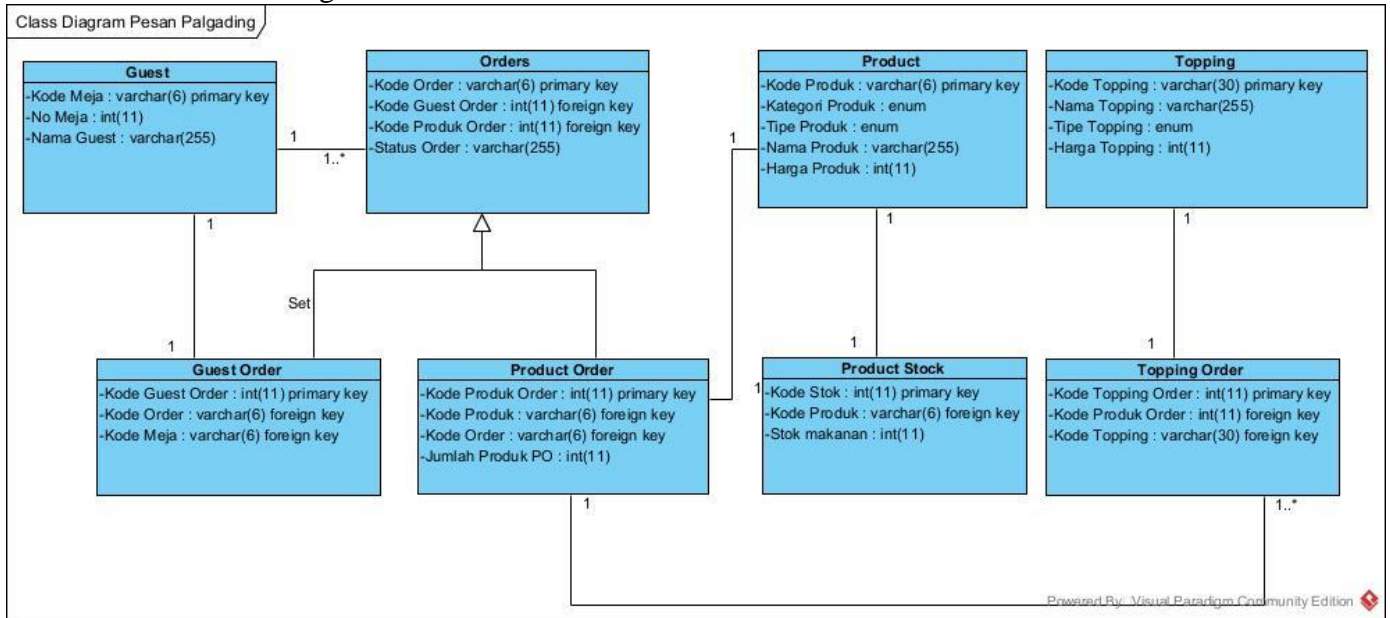 Class Diagram Pesan Palgading
Guest
-Kode Meja : varchar(6) primary key
-No Meja : int(11)
-Nama Guest : varchar(255)
Orders
-Kode Order : varchar(6) primary key
-Kode Guest Order : int(11) foreign key
-Kode Produk Order : int(11) foreign key
-Status Order : varchar(255)
Product
-Kode Produk : varchar(6) primary key
-Kategori Produk : enum
-Tipe Produk : enum
-Nama Produk : varchar(255)
-Harga Produk : int(11)
Topping
-Kode Topping : varchar(30) primary key
-Nama Topping : varchar(255)
-Tipe Topping : enum
-Harga Topping : int(11)
1
1..*
1
1
1
1
Set
1
1
1
Guest Order
-Kode Guest Order : int(11) primary key
-Kode Order : varchar(6) foreign key
-Kode Meja : varchar(6) foreign key
Product Order
-Kode Produk Order : int(11) primary key
-Kode Produk : varchar(6) foreign key
-Kode Order : varchar(6) foreign key
-Jumlah Produk PO : int(11)
1
Product Stock
-Kode Stok : int(11) primary key
-Kode Produk : varchar(6) foreign key
-Stok makanan : int(11)
Topping Order
-Kode Topping Order : int(11) primary key
-Kode Produk Order : int(11) foreign key
-Kode Topping : varchar(30) foreign key
1
1..*
Powered By: Visual Paradigm Community Edition